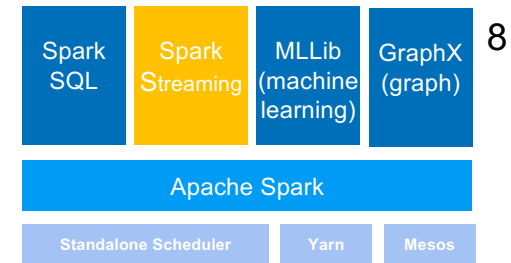 Spark
SQL
Spark
Streaming
MLLib
(machine
learning)
GraphX
(graph)
8
Apache Spark
Standalone Scheduler
Yarn
Mesos